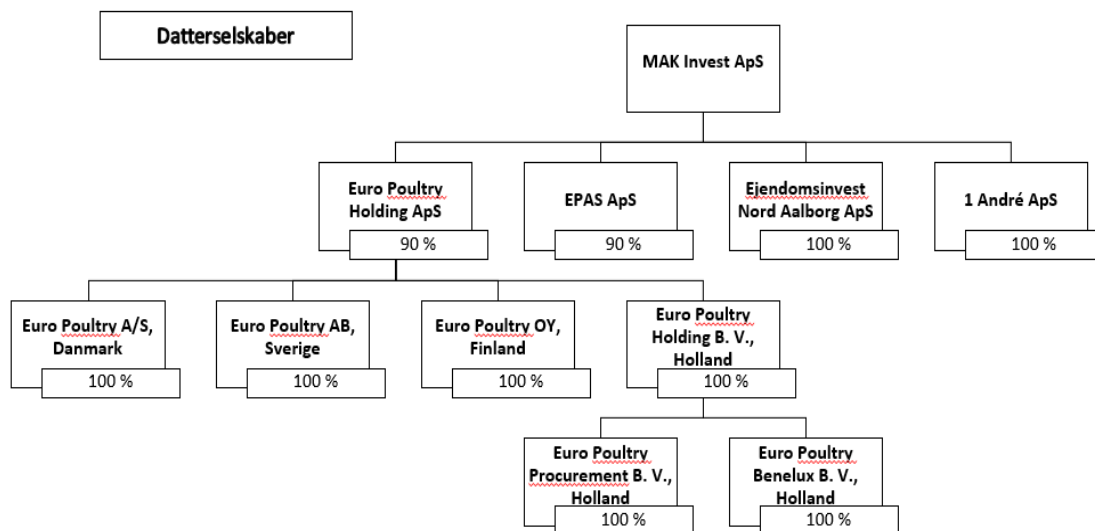 Datterselskaber
MAK Invest ApS
Euro Poultry
Holding ApS
90 %
EPAS ApS
90 %
Ejendomsinvest
Nord Aalborg ApS
100 %
1 André ApS
100 %
Euro Poultry A/S,
Danmark
100 %
Euro Poultry AB,
Sverige
100 %
Euro Poultry OY,
Finland
100 %
Euro Poultry
Holding B. V.,
Holland
100 %
Euro Poultry
Procurement B. V.,
Holland
100 %
Euro Poultry
Benelux B. V.,
Holland
100 %